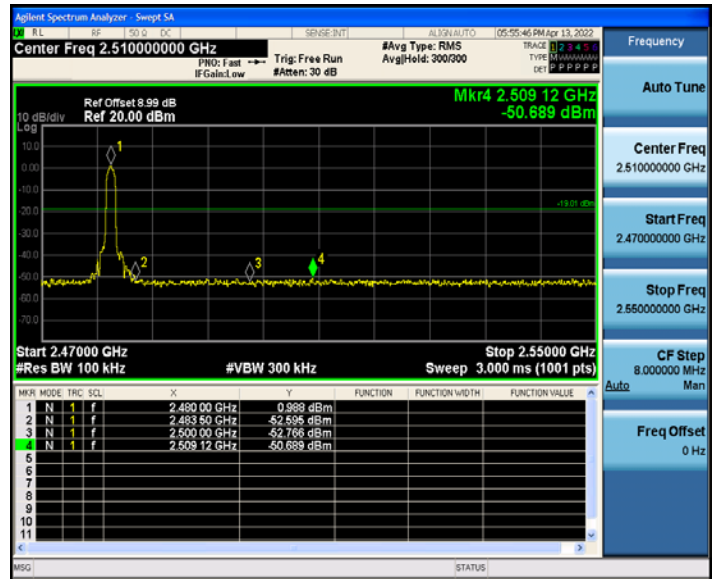 Agilent Spectrum Analyzer - Swept SA
RL RF 50 Ω DC SENSE:INT ALIGNAUTO 05:55:46 PM Apr 13, 2022
Center Freq 2.510000000 GHz
PNO: Fast Trig: Free Run
IFGain:Low #Atten: 30 dB
#Avg Type: RMS
Avg|Hold: 300/300
TRACE 1 2 3 4 5 6
TYPE MWWWWW
DET P P P P P P
Frequency
Auto Tune
Center Freq
2.510000000 GHz
Start Freq
2.470000000 GHz
Stop Freq
2.550000000 GHz
CF Step
8.000000 MHz
Auto Man
Freq Offset
0 Hz
Mkr4 2.509 12 GHz
-50.689 dBm
Ref Offset 8.99 dB
10 dB/div Ref 20.00 dBm
Log
10.0
0.00
-10.0
-20.0
-30.0
-40.0
-50.0
-60.0
-70.0
-19.01 dBm
1
2
3
4
Start 2.47000 GHz Stop 2.55000 GHz
#Res BW 100 kHz #VBW 300 kHz Sweep 3.000 ms (1001 pts)
MKR MODE TRC SCL X Y FUNCTION FUNCTION WIDTH FUNCTION VALUE
1 N 1 f 2.480 00 GHz 0.988 dBm
2 N 1 f 2.483 50 GHz -52.595 dBm
3 N 1 f 2.500 00 GHz -52.766 dBm
4 N 1 f 2.509 12 GHz -50.689 dBm
5
6
7
8
9
10
11
MSG STATUS